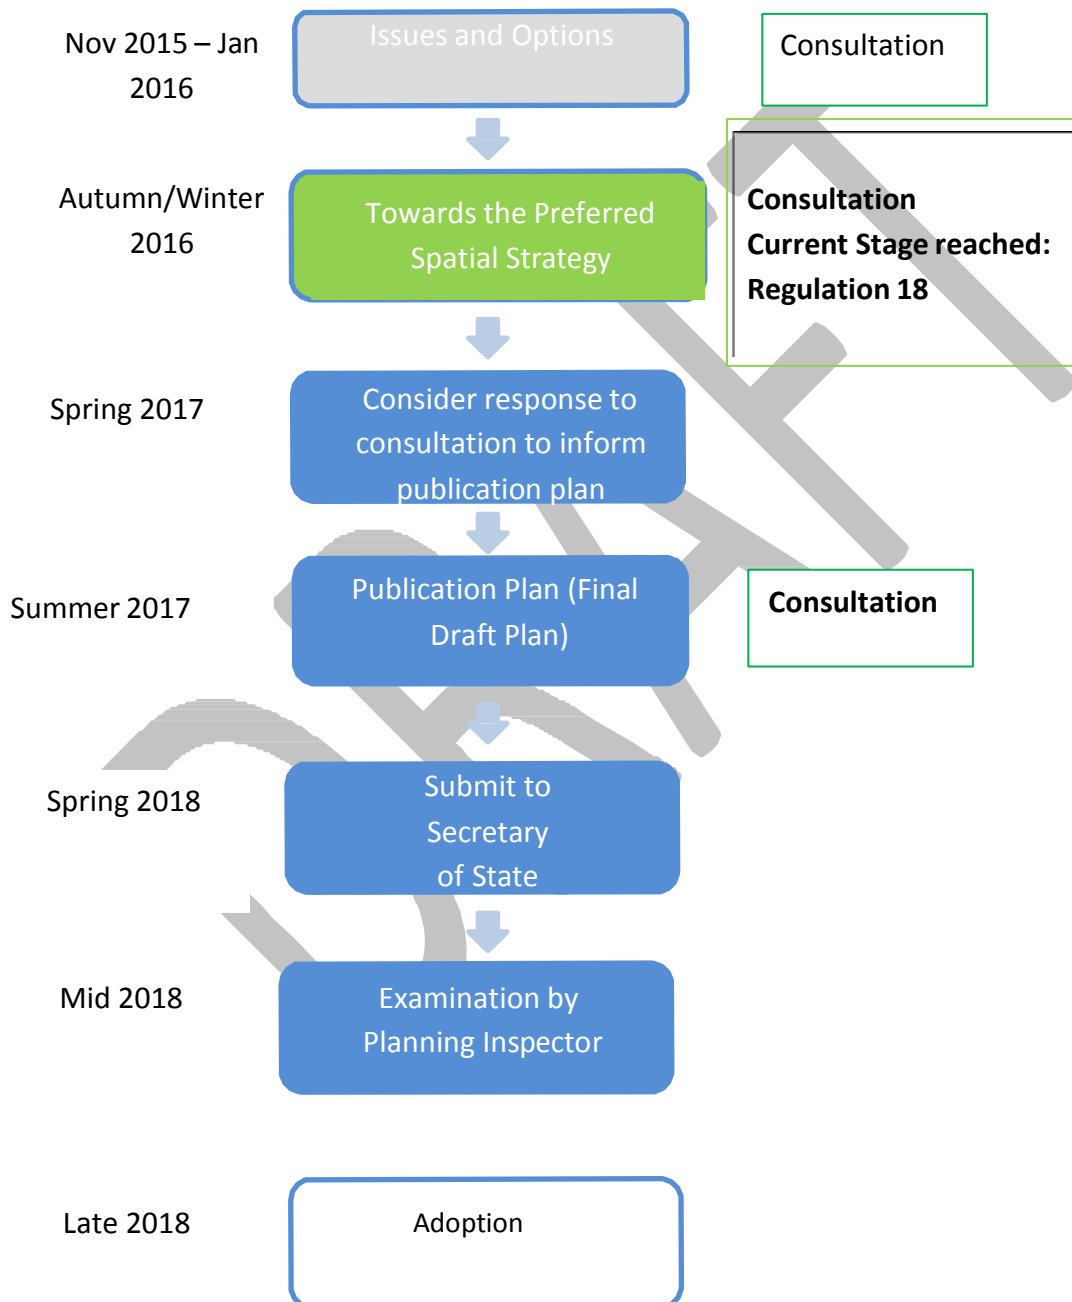 Nov 2015 – Jan
2016
Issues and Options
Consultation
Autumn/Winter
2016
Towards the Preferred
Spatial Strategy
Consultation
Current Stage reached:
Regulation 18
Spring 2017
Consider response to
consultation to inform
publication plan
Summer 2017
Publication Plan (Final
Draft Plan)
Consultation
Spring 2018
Submit to
Secretary
of State
Mid 2018
Examination by
Planning Inspector
Late 2018
Adoption